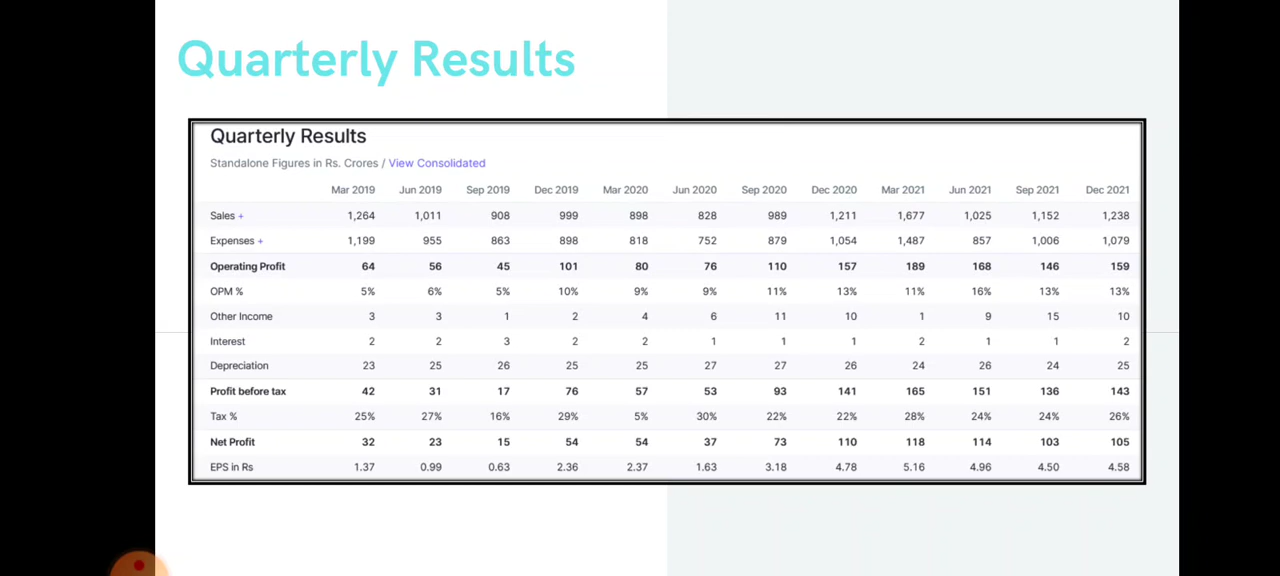 Quarterly Results
Quarterly Results
Standalone Figures in Rs. Crores / View Consolidated
Mar 2019 Jun 2019 Sep 2019 Dec 2019 Mar 2020 Jun 2020 Sep 2020 Dec 2020 Mar 2021 Jun 2021 Sep 2021 Dec 2021
Sales + 1,264 1,011 908 999 898 828 989 1,211 1,677 1,025 1,152 1,238
Expenses + 1,199 955 863 898 818 752 879 1,054 1,487 857 1,006 1,079
Operating Profit 64 56 45 101 80 76 110 157 189 168 146 159
OPM % 5% 6% 5% 10% 9% 9% 11% 13% 11% 16% 13% 13%
Other Income 3 3 1 2 4 6 11 10 1 9 15 10
Interest 2 2 3 2 2 1 1 1 2 1 1 2
Depreciation 23 25 26 25 25 27 27 26 24 26 24 25
Profit before tax 42 31 17 76 57 53 93 141 165 151 136 143
Tax % 25% 27% 16% 29% 5% 30% 22% 22% 28% 24% 24% 26%
Net Profit 32 23 15 54 54 37 73 110 118 114 103 105
EPS in Rs 1.37 0.99 0.63 2.36 2.37 1.63 3.18 4.78 5.16 4.96 4.50 4.58